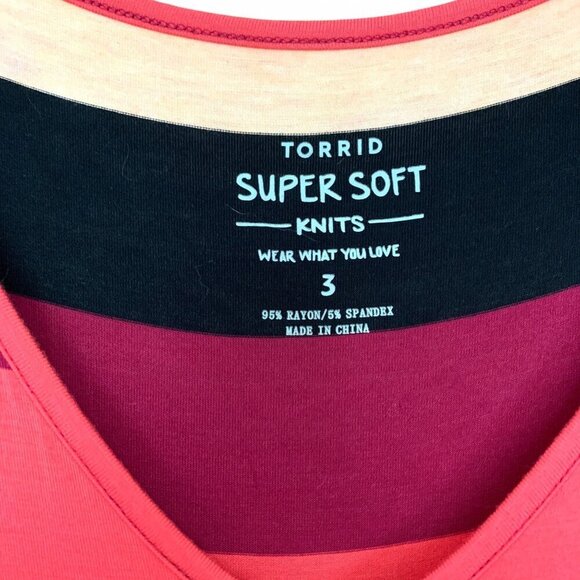 TORRID
SUPER SOFT
KNITS
WEAR WHAT YOU LOVE
3
95% RAYON/5% SPANDEX
MADE IN CHINA